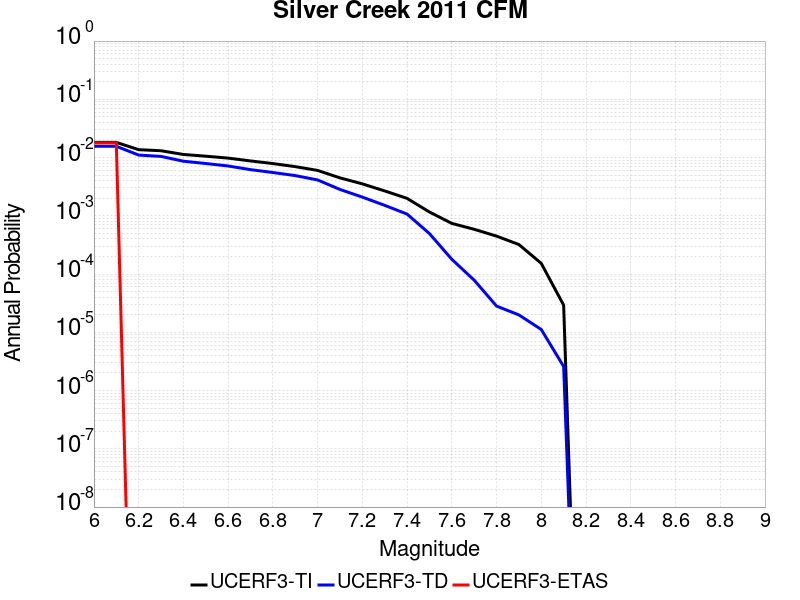 Silver Creek 2011 CFM
10^0
10^-1
10^-2
10^-3
10^-4
10^-5
10^-6
10^-7
10^-8
Annual Probability
6 6.2 6.4 6.6 6.8 7 7.2 7.4 7.6 7.8 8 8.2 8.4 8.6 8.8 9
Magnitude
UCERF3-TI UCERF3-TD UCERF3-ETAS